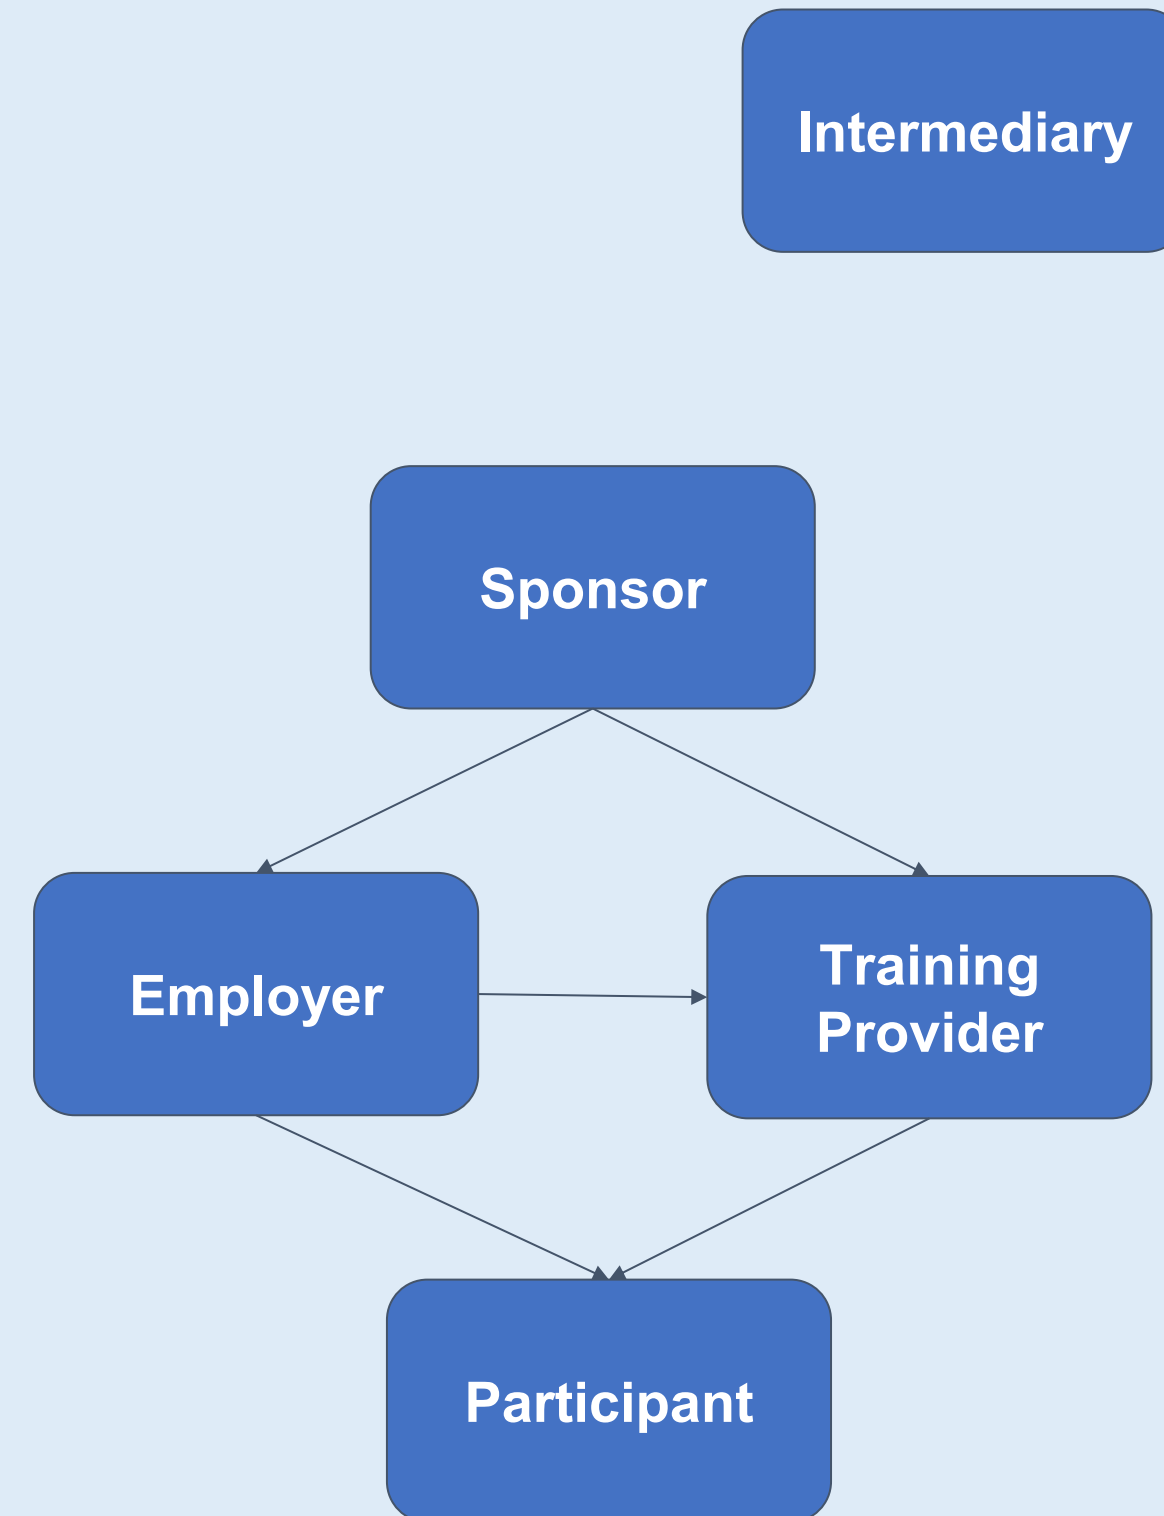 Intermediary
Sponsor
Employer
Training
Provider
Participant